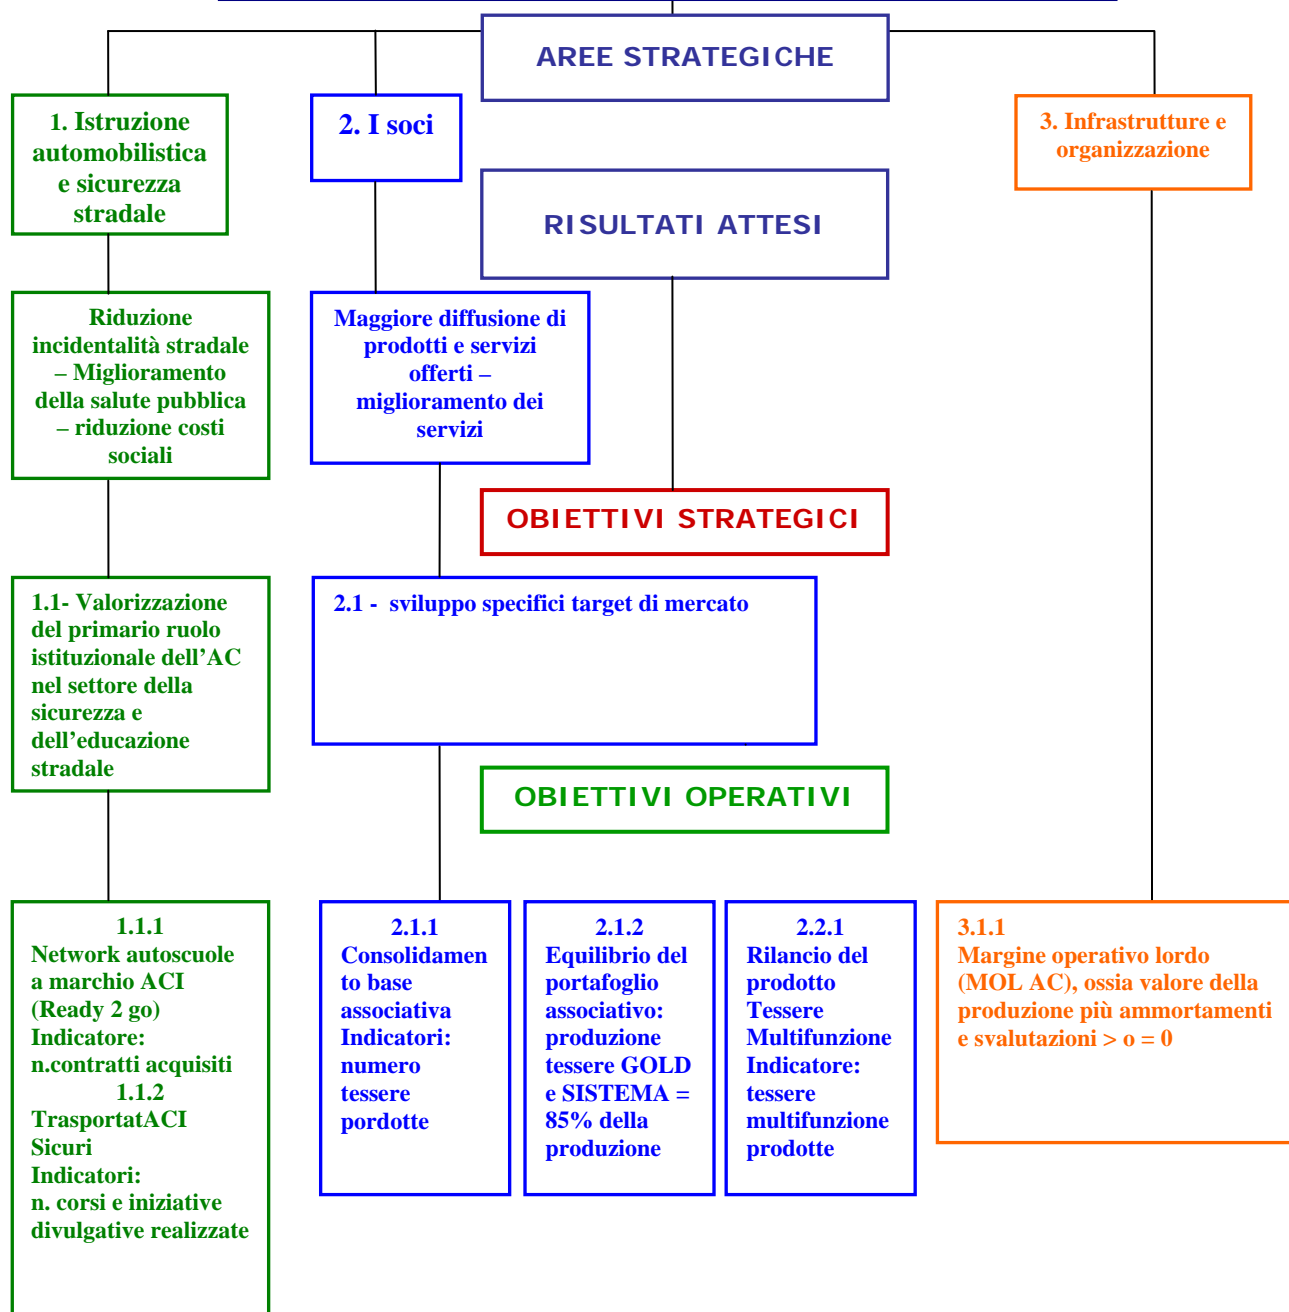 AREE STRATEGICHE
1. Istruzione
automobilistica
e sicurezza
stradale
2. I soci
3. Infrastrutture e
organizzazione
RISULTATI ATTESI
Riduzione
incidentalità stradale
– Miglioramento
della salute pubblica
– riduzione costi
sociali
Maggiore diffusione di
prodotti e servizi
offerti –
miglioramento dei
servizi
OBIETTIVI STRATEGICI
1.1- Valorizzazione
del primario ruolo
istituzionale dell’AC
nel settore della
sicurezza e
dell’educazione
stradale
2.1 - sviluppo specifici target di mercato
OBIETTIVI OPERATIVI
1.1.1
Network autoscuole
a marchio ACI
(Ready 2 go)
Indicatore:
n.contratti acquisiti
1.1.2
TrasportatACI
Sicuri
Indicatori:
n. corsi e iniziative
divulgative realizzate
2.1.1
Consolidamen
to base
associativa
Indicatori:
numero
tessere
pordotte
2.1.2
Equilibrio del
portafoglio
associativo:
produzione
tessere GOLD
e SISTEMA =
85% della
produzione
2.2.1
Rilancio del
prodotto
Tessere
Multifunzione
Indicatore:
tessere
multifunzione
prodotte
3.1.1
Margine operativo lordo
(MOL AC), ossia valore della
produzione più ammortamenti
e svalutazioni > o = 0